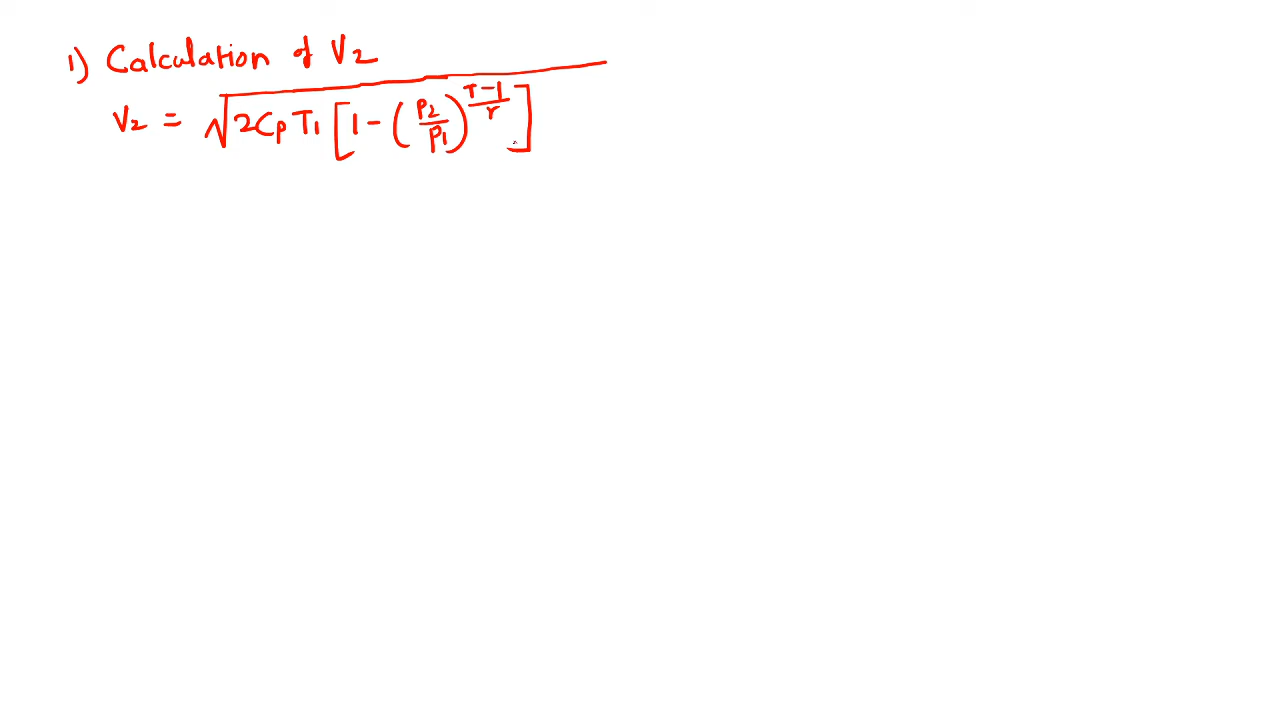 1) Calculation of V2
V2 = √2CpT1 [1 - (P2/P1)^(r-1/r)]